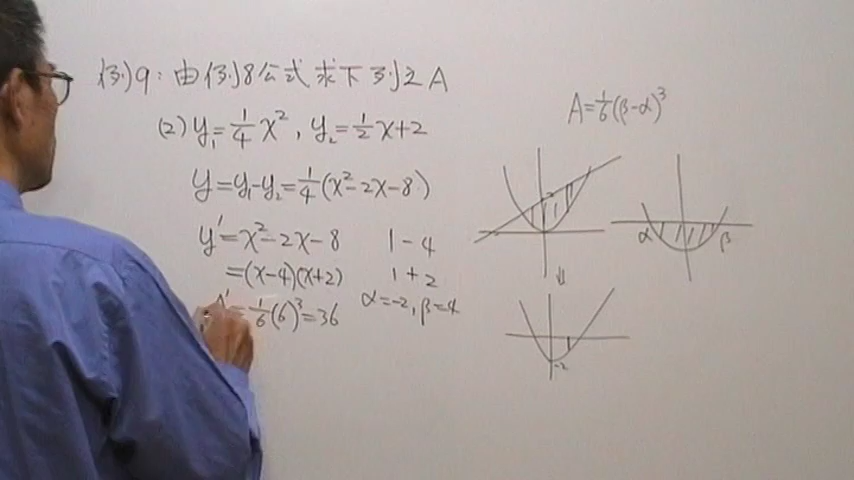 例9：由例8公式求下列之A
(2) y₁=¼x², y₂=½x+2
y=y₁-y₂=¼(x²-2x-8)
y'=x²-2x-8
=(x-4)(x+2)
1-4
1+2
A'=⅙(6)³=36
α=-2, β=4
A=⅙(β-α)³
α
β
-2